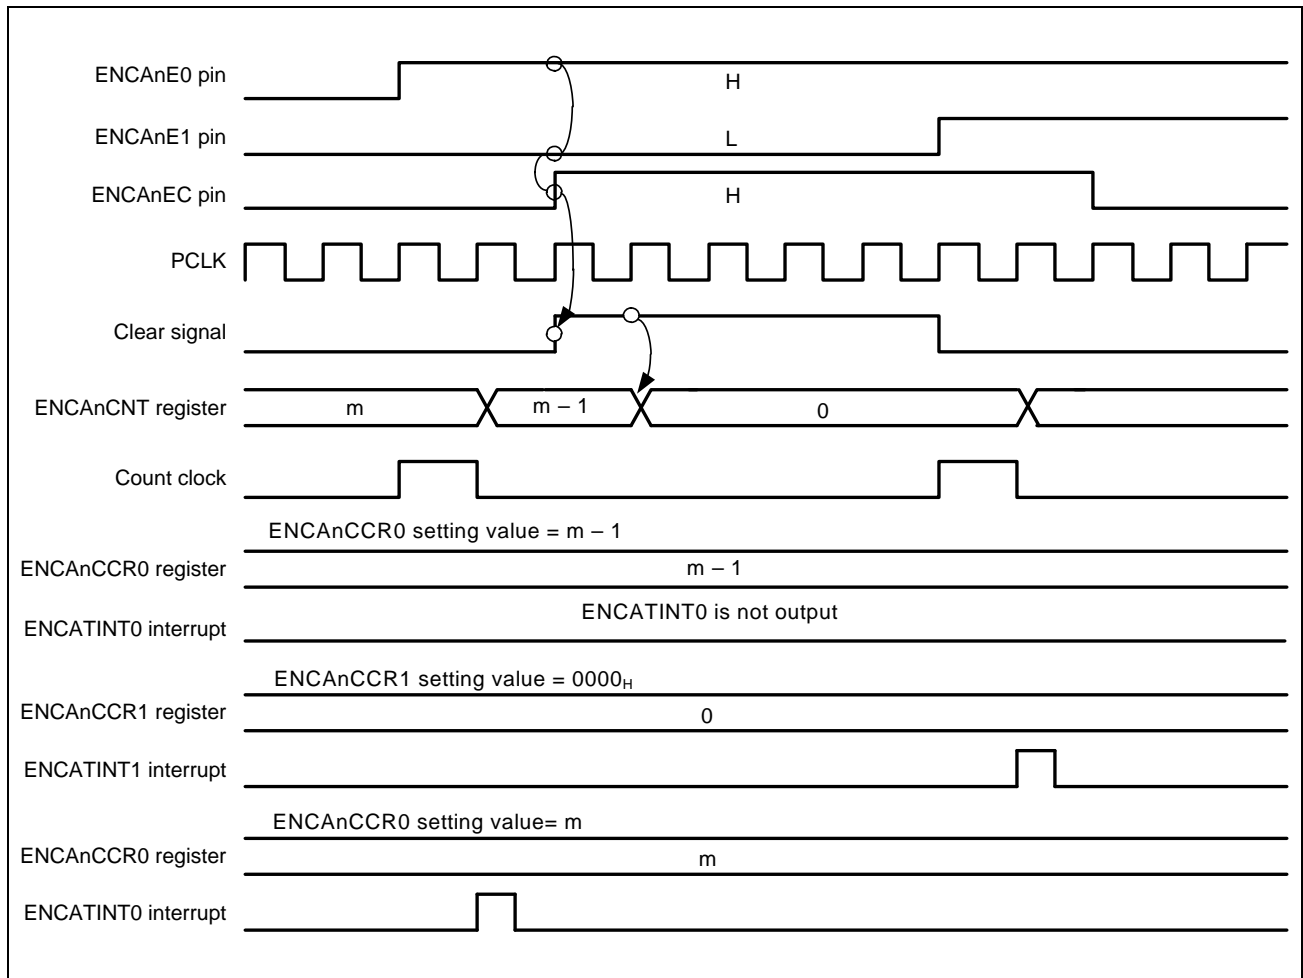 ENCAnE0 pin
H
ENCAnE1 pin
L
ENCAnEC pin
H
PCLK
Clear signal
ENCAnCNT register
m
m – 1
0
Count clock
ENCAnCCR0 setting value = m – 1
ENCAnCCR0 register
m – 1
ENCATINT0 is not output
ENCATINT0 interrupt
ENCAnCCR1 setting value = 0000H
ENCAnCCR1 register
0
ENCATINT1 interrupt
ENCAnCCR0 setting value= m
ENCAnCCR0 register
m
ENCATINT0 interrupt